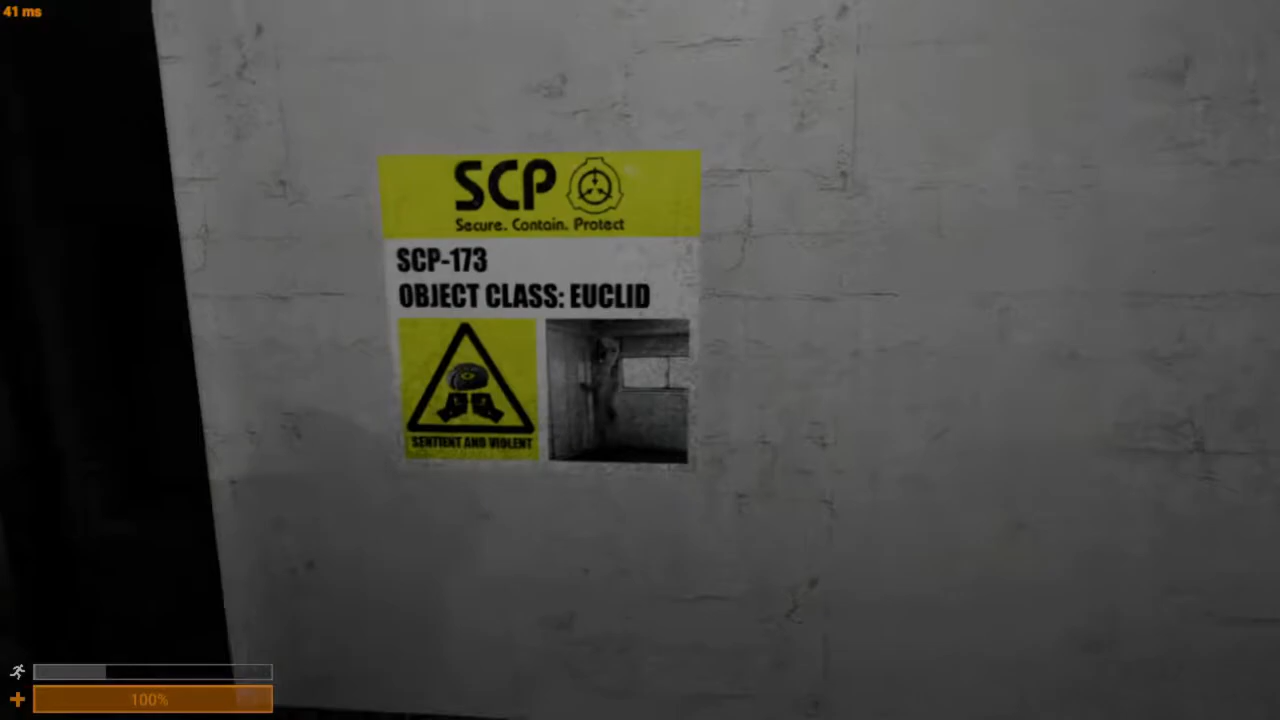 41 ms
SCP
Secure. Contain. Protect
SCP-173
OBJECT CLASS: EUCLID
SENTIENT AND VIOLENT
100%